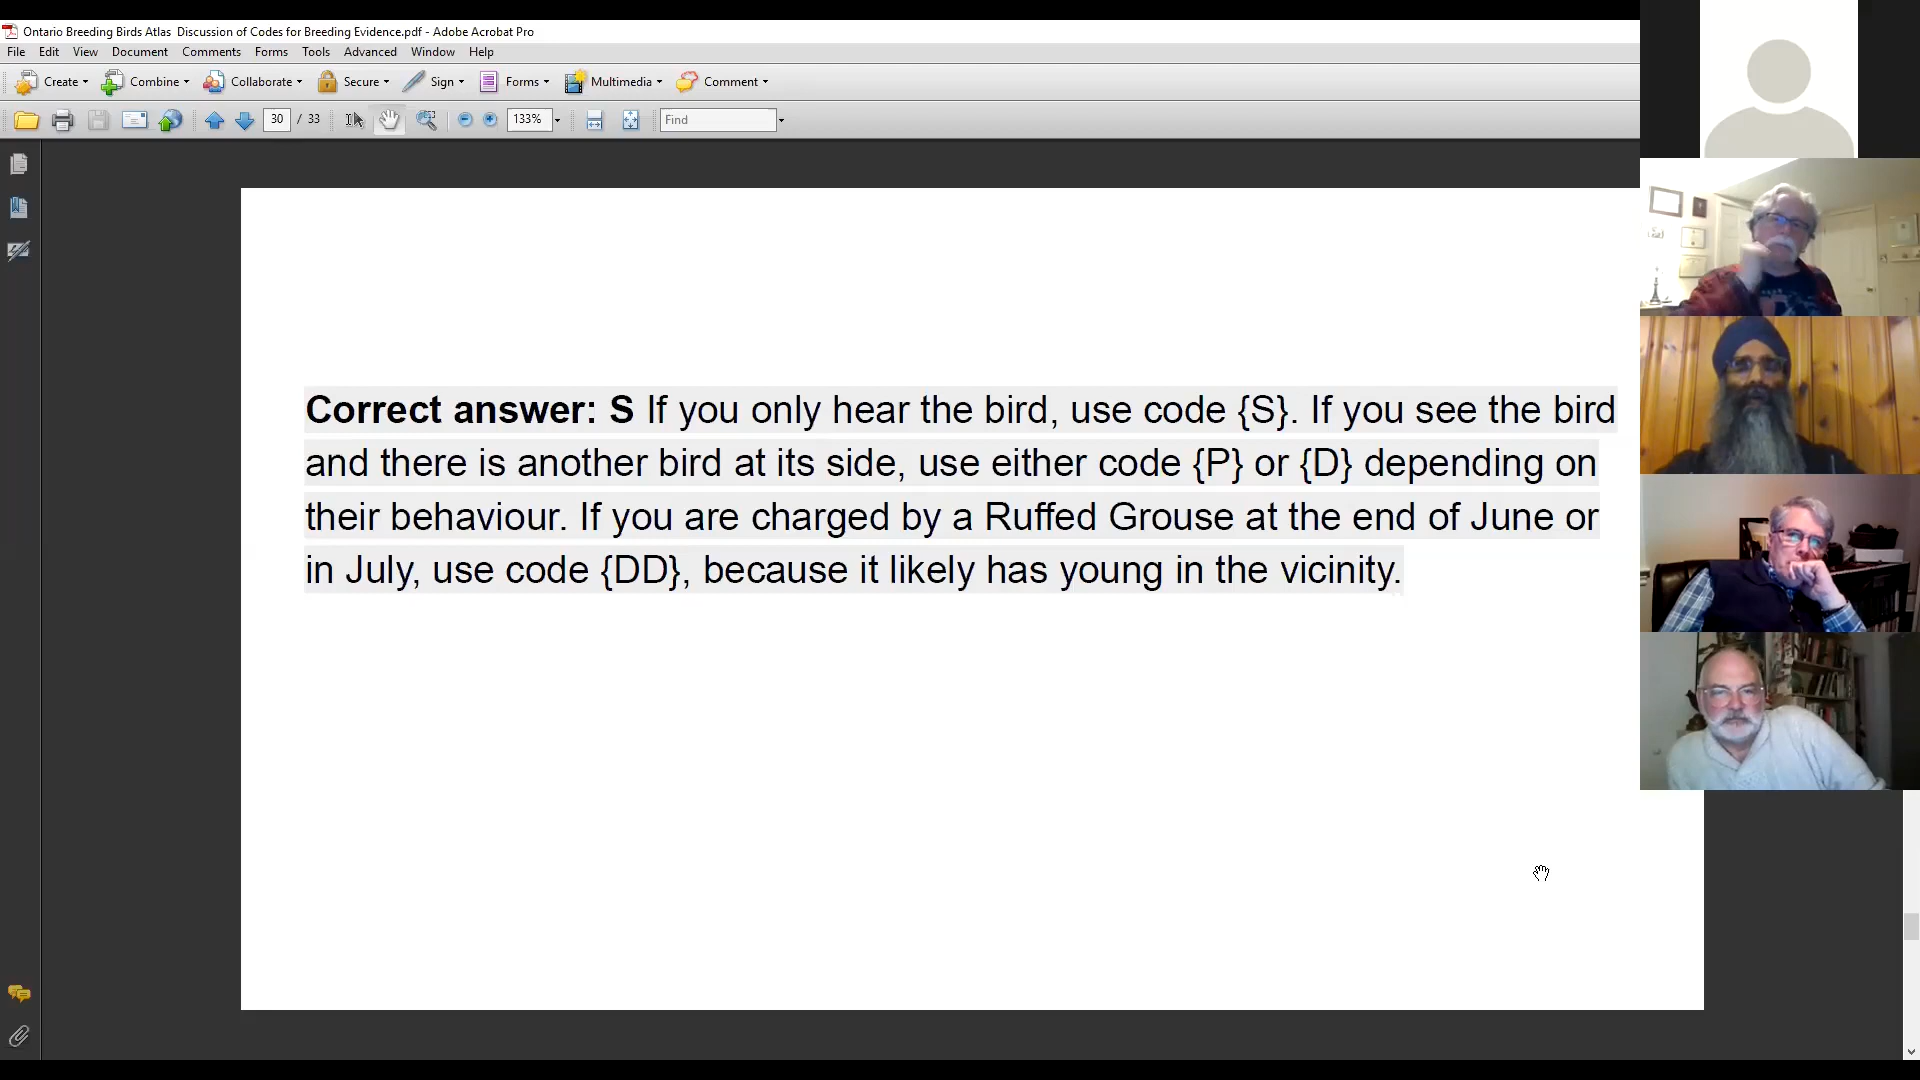 Ontario Breeding Birds Atlas  Discussion of Codes for Breeding Evidence.pdf - Adobe Acrobat Pro
File Edit View Document Comments Forms Tools Advanced Window Help
Create Combine Collaborate Secure Sign Forms Multimedia Comment
30 / 33 133% Find
Correct answer: S If you only hear the bird, use code {S}. If you see the bird
and there is another bird at its side, use either code {P} or {D} depending on
their behaviour. If you are charged by a Ruffed Grouse at the end of June or
in July, use code {DD}, because it likely has young in the vicinity.